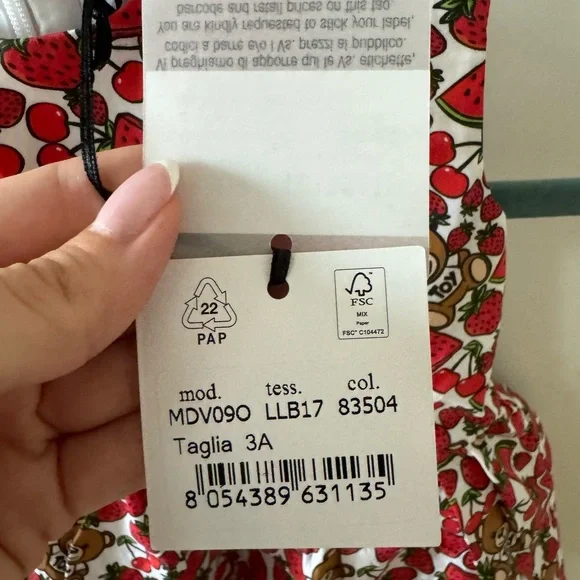 barcode and retail prices on this tag.
You are kindly requested to stick your label,
codici a barre e/o i Vs. prezzi al pubblico.
Vi preghiamo di apporre qui le Vs. etichette,
22
PAP
FSC
MIX
Paper
FSC® C104472
mod. tess. col.
MDV09O LLB17 83504
Taglia 3A
8 054389 631135
TOY